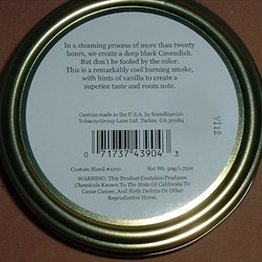 In a steaming process of more than twenty
hours, we create a deep black Cavendish.
But don't be fooled by the color.
This is a remarkably cool burning smoke,
with hints of vanilla to create a
superior taste and room note.
Custom made in the U.S.A. by Scandinavian
Tobacco Group-Lane Ltd. Tucker, GA 30084
0 71737 43904 3
Custom Blend #1210 Net Wt. 50g/1.75oz
WARNING: This Product Contains/Produces
Chemicals Known To The State Of California To
Cause Cancer, And Birth Defects Or Other
Reproductive Harm.